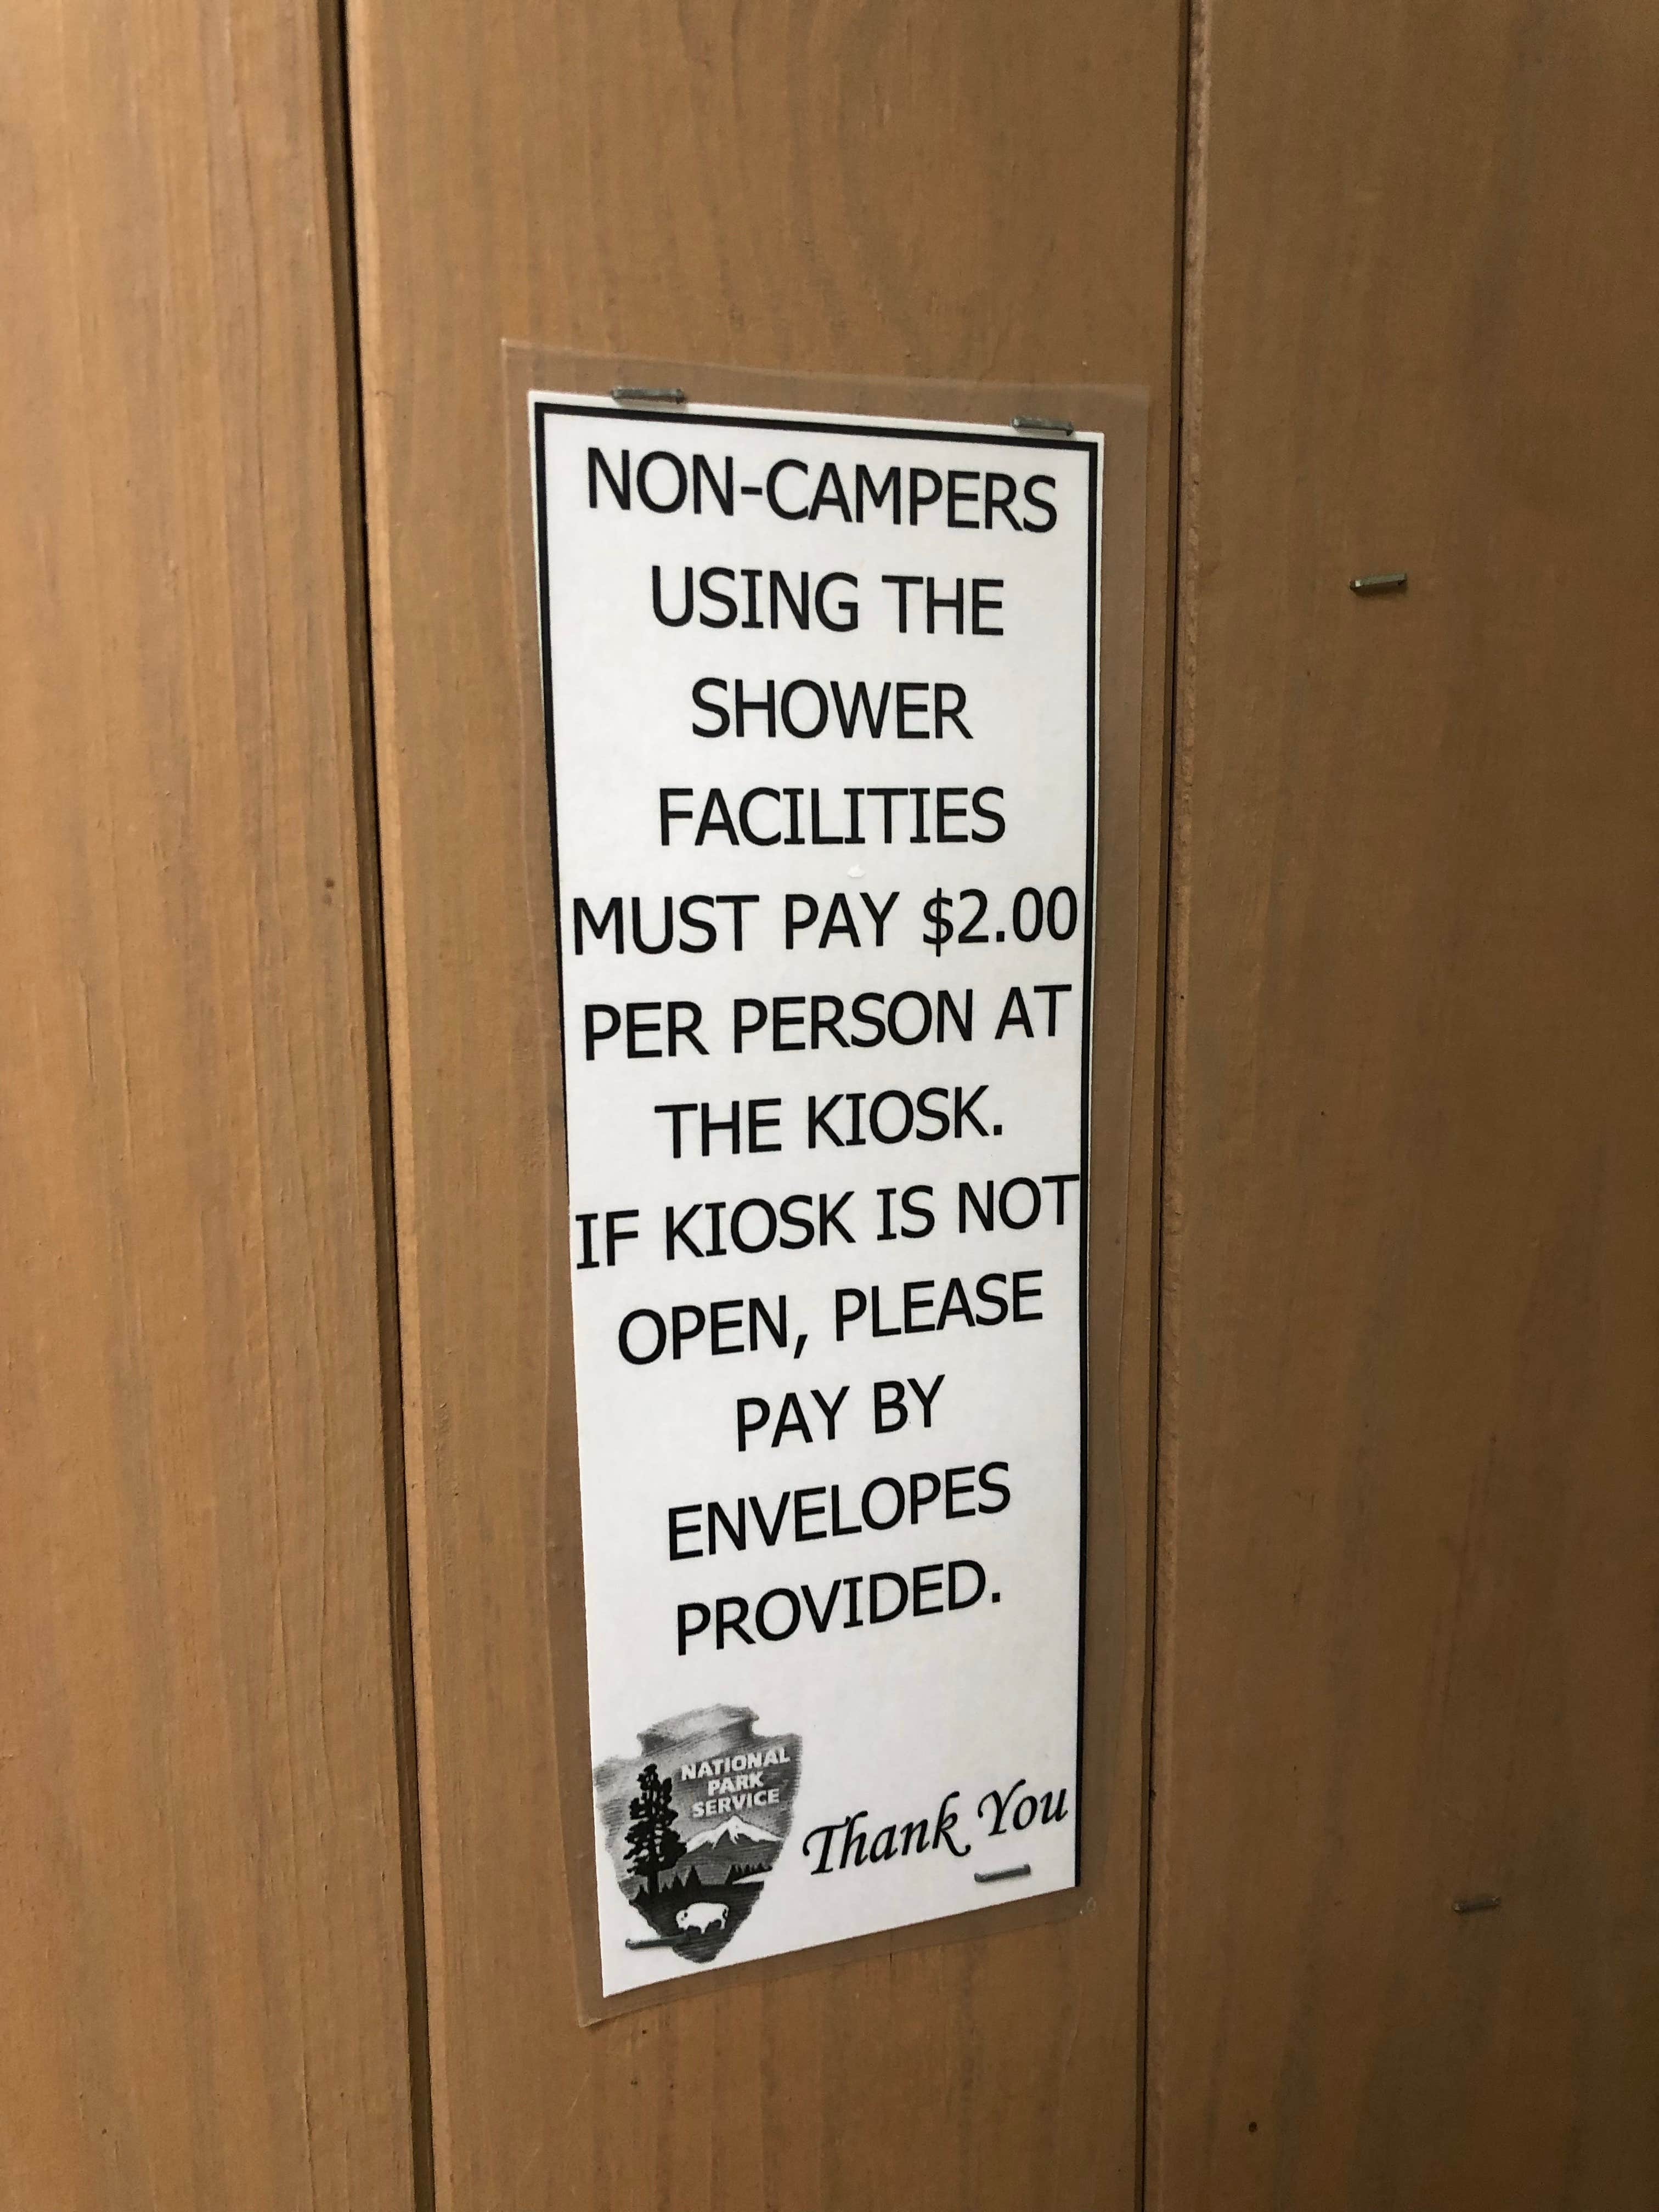 NON-CAMPERS
USING THE
SHOWER
FACILITIES
MUST PAY $2.00
PER PERSON AT
THE KIOSK.
IF KIOSK IS NOT
OPEN, PLEASE
PAY BY
ENVELOPES
PROVIDED.
NATIONAL
PARK
SERVICE
Thank You